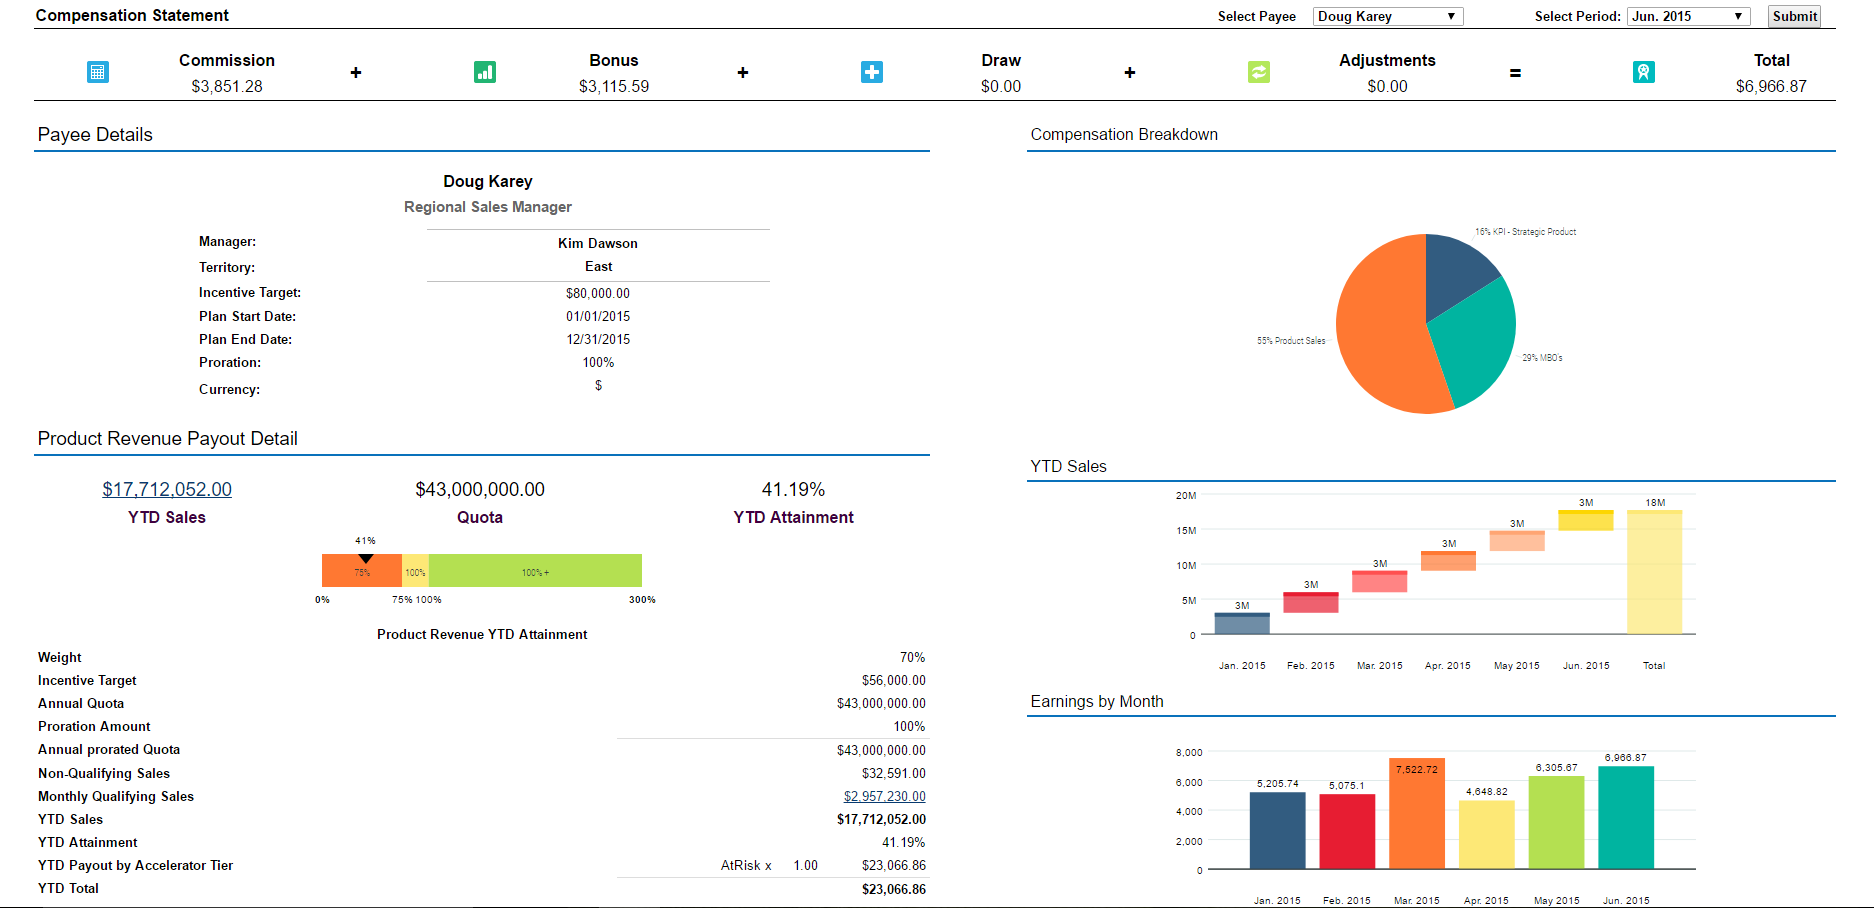 Compensation Statement
Select Payee Doug Karey ▼ Select Period: Jun. 2015 ▼ Submit
Commission + Bonus + Draw + Adjustments = Total
$3,851.28 $3,115.59 $0.00 $0.00 $6,966.87
Payee Details
Doug Karey
Regional Sales Manager
Manager: Kim Dawson
Territory: East
Incentive Target: $80,000.00
Plan Start Date: 01/01/2015
Plan End Date: 12/31/2015
Proration: 100%
Currency: $
Product Revenue Payout Detail
$17,712,052.00 $43,000,000.00 41.19%
YTD Sales Quota YTD Attainment
41%
75% 100% 100% +
0% 75% 100% 300%
Product Revenue YTD Attainment
Weight 70%
Incentive Target $56,000.00
Annual Quota $43,000,000.00
Proration Amount 100%
Annual prorated Quota $43,000,000.00
Non-Qualifying Sales $32,591.00
Monthly Qualifying Sales $2,957,230.00
YTD Sales $17,712,052.00
YTD Attainment 41.19%
YTD Payout by Accelerator Tier AtRisk x 1.00 $23,066.86
YTD Total $23,066.86
Compensation Breakdown
16% KPI - Strategic Product
55% Product Sales
29% MBO's
YTD Sales
20M
15M
10M
5M
0
3M 3M 3M 3M 3M 3M 18M
Jan. 2015 Feb. 2015 Mar. 2015 Apr. 2015 May 2015 Jun. 2015 Total
Earnings by Month
8,000
6,000
4,000
2,000
0
5,205.74 5,075.1 7,522.72 4,648.82 6,305.67 6,966.87
Jan. 2015 Feb. 2015 Mar. 2015 Apr. 2015 May 2015 Jun. 2015